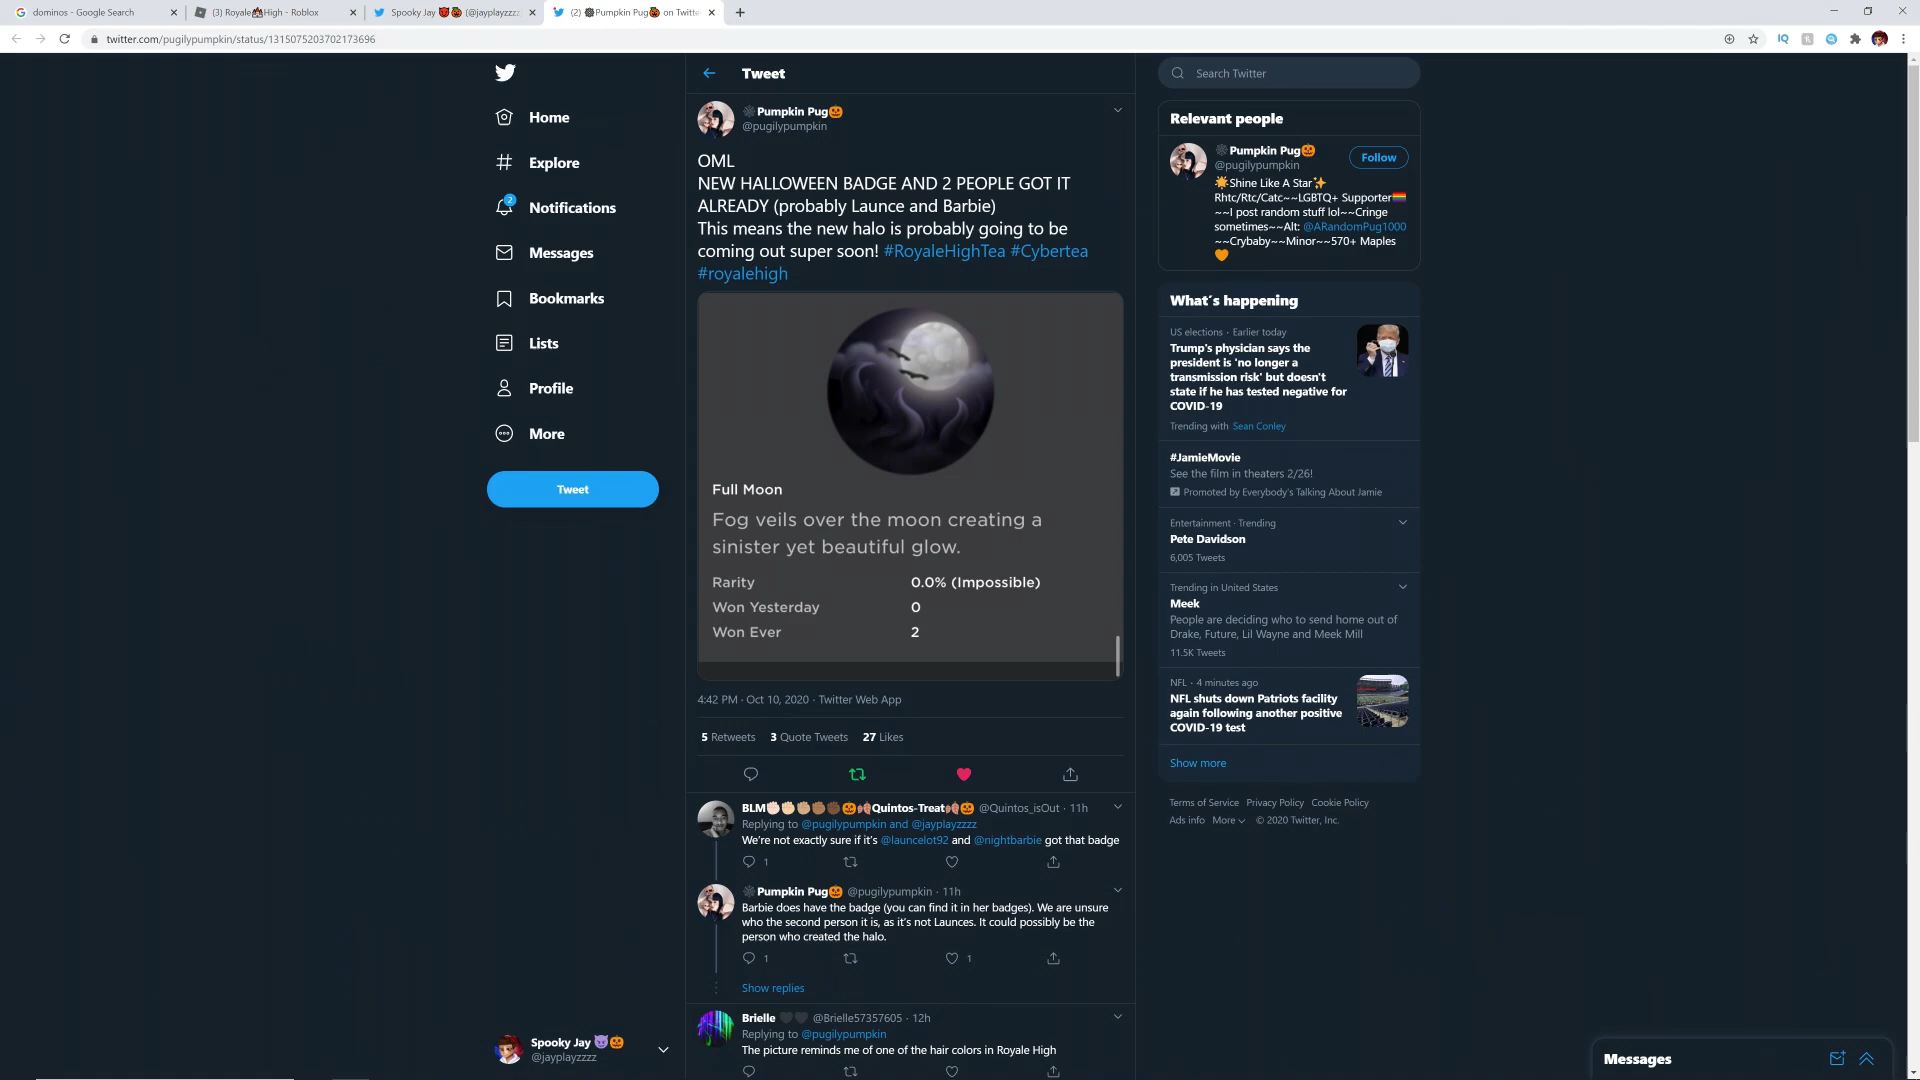 dominos - Google Search
(3) Royale High - Roblox
Spooky Jay (@jayplayzzzz
(2) Pumpkin Pug on Twitte
twitter.com/pugilypumpkin/status/1315075203702173696
IQ
Home
Explore
2
Notifications
Messages
Bookmarks
Lists
Profile
More
Tweet
Spooky Jay
@jayplayzzzz
Tweet
Pumpkin Pug
@pugilypumpkin
OML
NEW HALLOWEEN BADGE AND 2 PEOPLE GOT IT
ALREADY (probably Launce and Barbie)
This means the new halo is probably going to be
coming out super soon! #RoyaleHighTea #Cybertea
#royalehigh
Full Moon
Fog veils over the moon creating a
sinister yet beautiful glow.
Rarity 0.0% (Impossible)
Won Yesterday 0
Won Ever 2
4:42 PM · Oct 10, 2020 · Twitter Web App
5 Retweets 3 Quote Tweets 27 Likes
BLM✊🏻✊🏼✊🏽✊🏾✊🏿🎃🍂Quintos-Treat🍂🎃 @Quintos_isOut · 11h
Replying to @pugilypumpkin and @jayplayzzzz
We're not exactly sure if it's @launcelot92 and @nightbarbie got that badge
1
Pumpkin Pug @pugilypumpkin · 11h
Barbie does have the badge (you can find it in her badges). We are unsure
who the second person it is, as it's not Launces. It could possibly be the
person who created the halo.
1 1
Show replies
Brielle @Brielle57357605 · 12h
Replying to @pugilypumpkin
The picture reminds me of one of the hair colors in Royale High
Search Twitter
Relevant people
Pumpkin Pug
@pugilypumpkin
Follow
Shine Like A Star
Rhtc/Rtc/Catc~~LGBTQ+ Supporter
~~I post random stuff lol~~Cringe
sometimes~~Alt: @ARandomPug1000
~~Crybaby~~Minor~~570+ Maples
What's happening
US elections · Earlier today
Trump's physician says the
president is 'no longer a
transmission risk' but doesn't
state if he has tested negative for
COVID-19
Trending with Sean Conley
#JamieMovie
See the film in theaters 2/26!
Promoted by Everybody's Talking About Jamie
Entertainment · Trending
Pete Davidson
6,005 Tweets
Trending in United States
Meek
People are deciding who to send home out of
Drake, Future, Lil Wayne and Meek Mill
11.5K Tweets
NFL · 4 minutes ago
NFL shuts down Patriots facility
again following another positive
COVID-19 test
Show more
Terms of Service Privacy Policy Cookie Policy
Ads info More © 2020 Twitter, Inc.
Messages